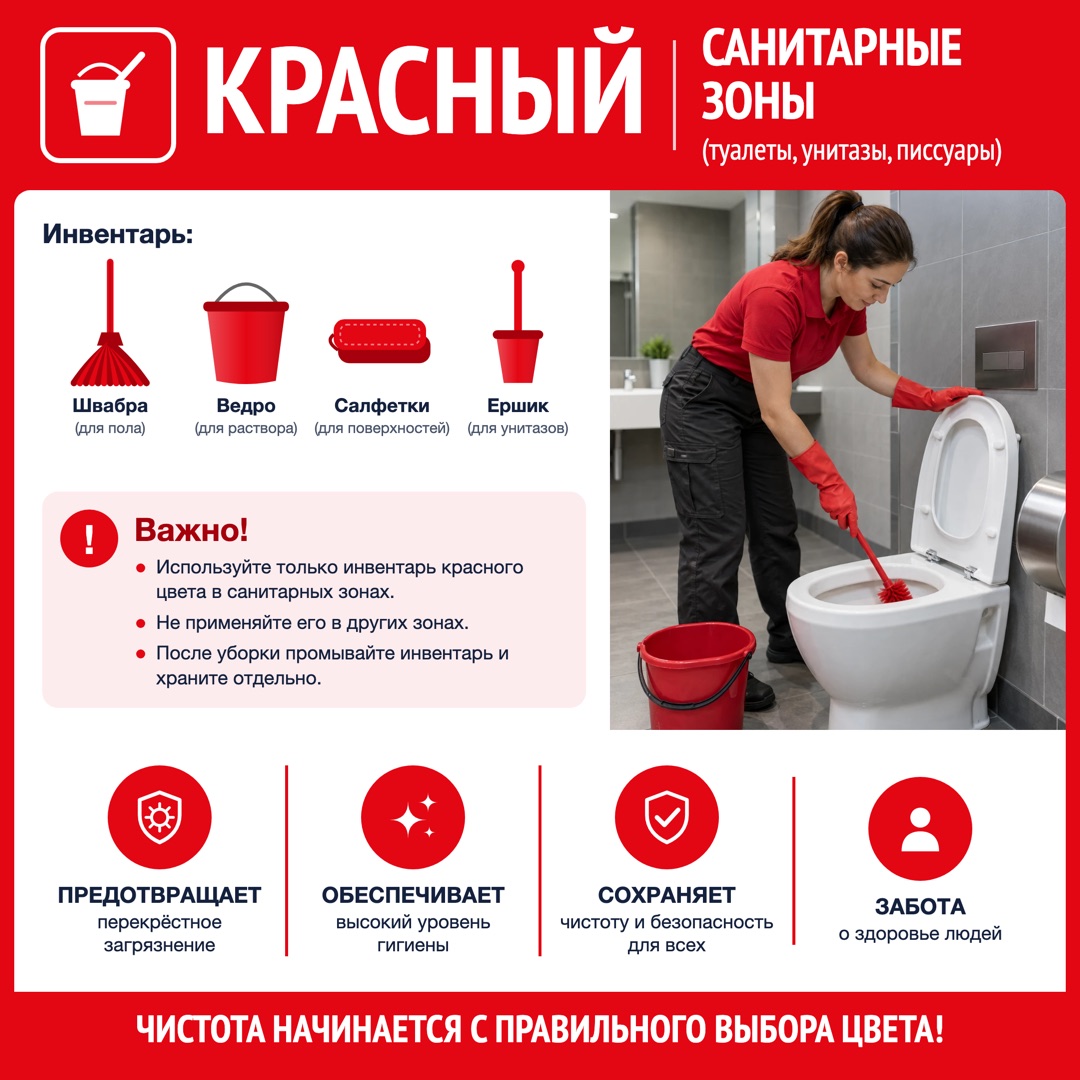 КРАСНЫЙ
САНИТАРНЫЕ
ЗОНЫ
(туалеты, унитазы, писсуары)
Инвентарь:
Швабра
(для пола)
Ведро
(для раствора)
Салфетки
(для поверхностей)
Ершик
(для унитазов)
!
Важно!
• Используйте только инвентарь красного
цвета в санитарных зонах.
• Не применяйте его в других зонах.
• После уборки промывайте инвентарь и
храните отдельно.
ПРЕДОТВРАЩАЕТ
перекрёстное
загрязнение
ОБЕСПЕЧИВАЕТ
высокий уровень
гигиены
СОХРАНЯЕТ
чистоту и безопасность
для всех
ЗАБОТА
о здоровье людей
ЧИСТОТА НАЧИНАЕТСЯ С ПРАВИЛЬНОГО ВЫБОРА ЦВЕТА!